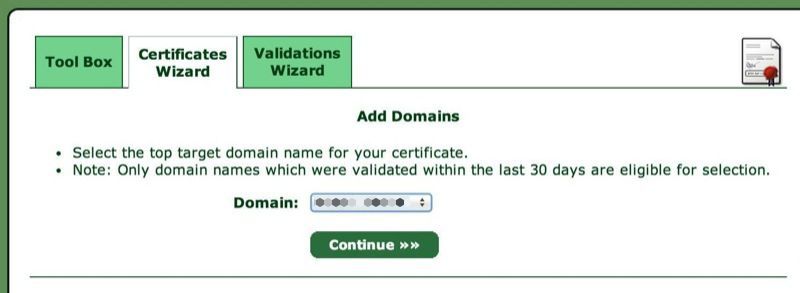 Tool Box
Certificates
Wizard
Validations
Wizard
Add Domains
• Select the top target domain name for your certificate.
• Note: Only domain names which were validated within the last 30 days are eligible for selection.
Domain:
Continue »»